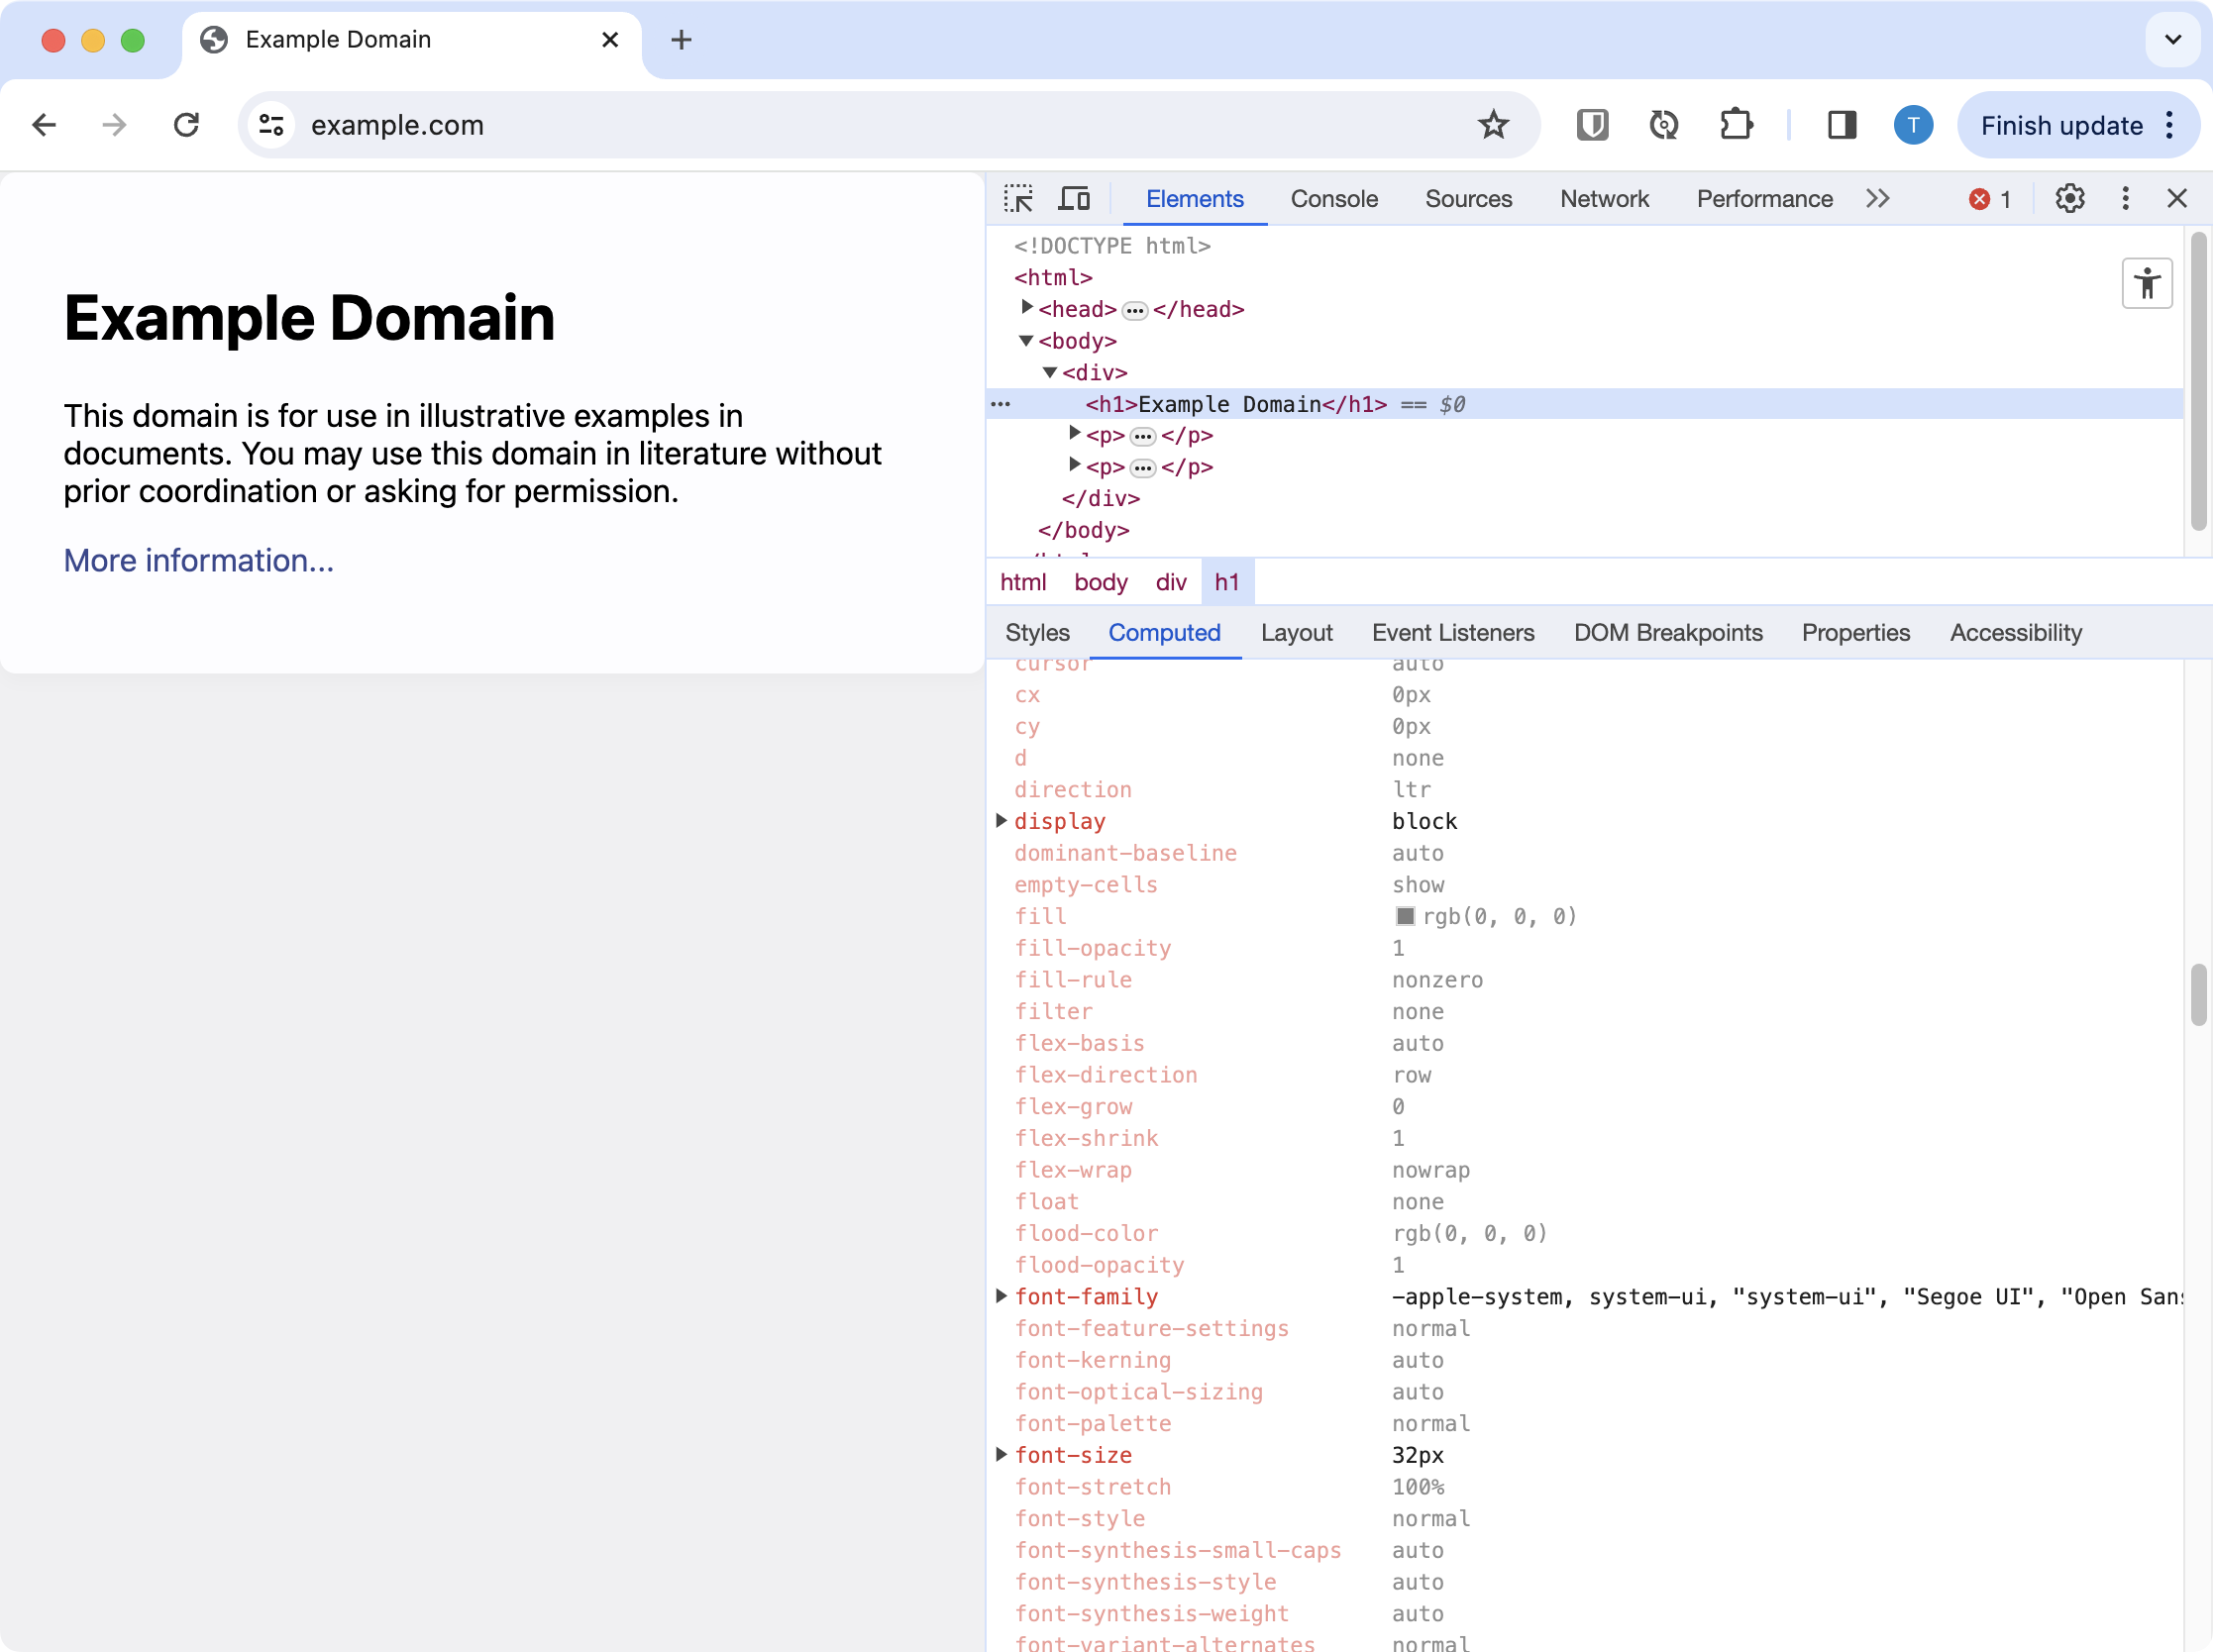 Example Domain
example.com
T
Finish update
Example Domain
This domain is for use in illustrative examples in
documents. You may use this domain in literature without
prior coordination or asking for permission.
More information...
Elements Console Sources Network Performance 1
<!DOCTYPE html>
<html>
<head> … </head>
<body>
<div>
<h1>Example Domain</h1> == $0
<p> … </p>
<p> … </p>
</div>
</body>
html body div h1
Styles Computed Layout Event Listeners DOM Breakpoints Properties Accessibility
cursor auto
cx 0px
cy 0px
d none
direction ltr
display block
dominant-baseline auto
empty-cells show
fill rgb(0, 0, 0)
fill-opacity 1
fill-rule nonzero
filter none
flex-basis auto
flex-direction row
flex-grow 0
flex-shrink 1
flex-wrap nowrap
float none
flood-color rgb(0, 0, 0)
flood-opacity 1
font-family -apple-system, system-ui, "system-ui", "Segoe UI", "Open Sans
font-feature-settings normal
font-kerning auto
font-optical-sizing auto
font-palette normal
font-size 32px
font-stretch 100%
font-style normal
font-synthesis-small-caps auto
font-synthesis-style auto
font-synthesis-weight auto
font-variant-alternates normal